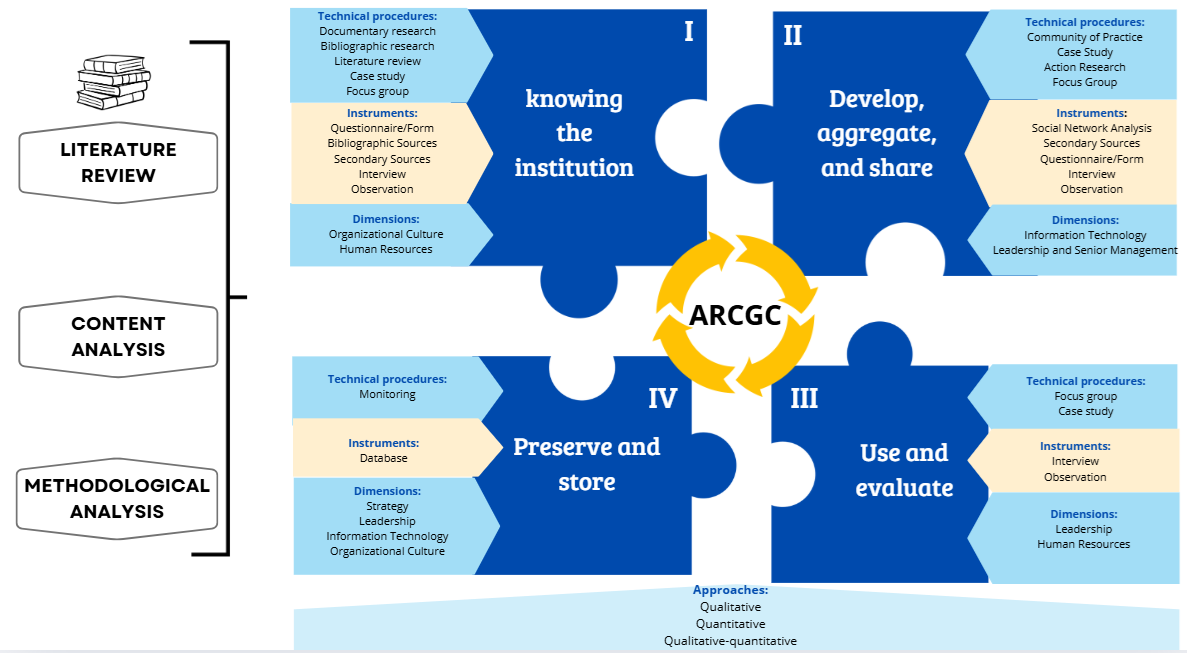 LITERATURE
REVIEW
CONTENT
ANALYSIS
METHODOLOGICAL
ANALYSIS
Technical procedures:
Documentary research
Bibliographic research
Literature review
Case study
Focus group
Instruments:
Questionnaire/Form
Bibliographic Sources
Secondary Sources
Interview
Observation
Dimensions:
Organizational Culture
Human Resources
I
knowing
the
institution
II
Develop,
aggregate,
and share
Technical procedures:
Community of Practice
Case Study
Action Research
Focus Group
Instruments:
Social Network Analysis
Secondary Sources
Questionnaire/Form
Interview
Observation
Dimensions:
Information Technology
Leadership and Senior Management
ARCGC
Technical procedures:
Monitoring
Instruments:
Database
Dimensions:
Strategy
Leadership
Information Technology
Organizational Culture
IV
Preserve and
store
III
Use and
evaluate
Technical procedures:
Focus group
Case study
Instruments:
Interview
Observation
Dimensions:
Leadership
Human Resources
Approaches:
Qualitative
Quantitative
Qualitative-quantitative